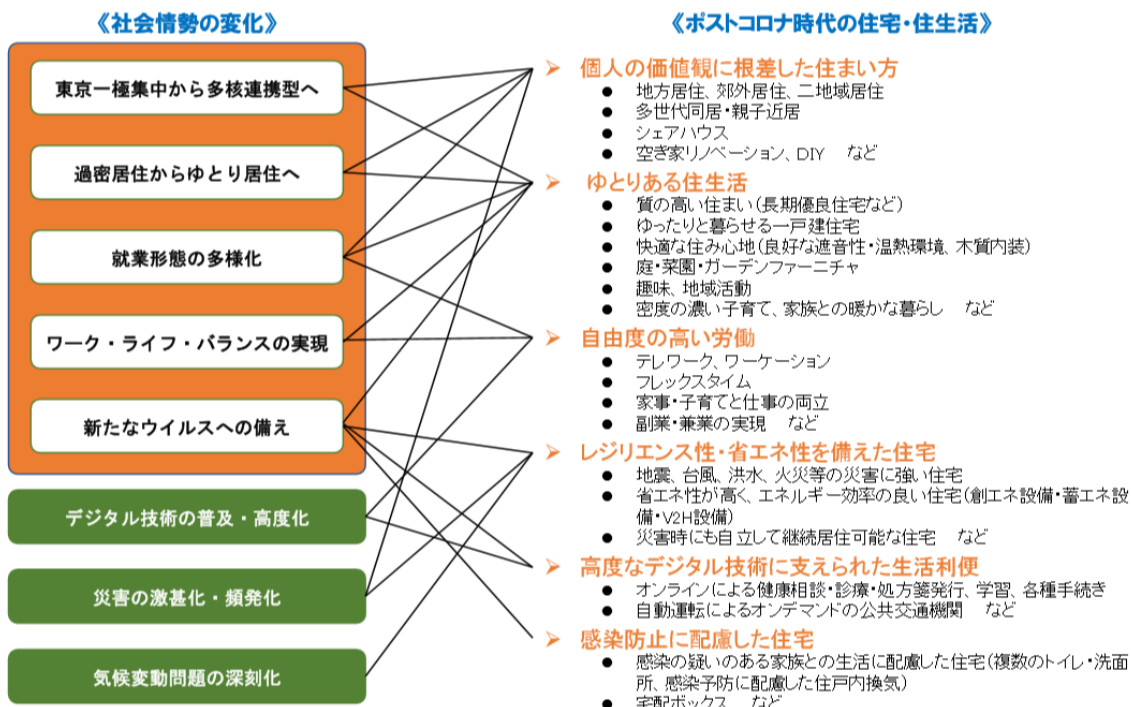 《社会情勢の変化》
東京一極集中から多核連携型へ
過密居住からゆとり居住へ
就業形態の多様化
ワーク・ライフ・バランスの実現
新たなウイルスへの備え
デジタル技術の普及・高度化
災害の激甚化・頻発化
気候変動問題の深刻化
《ポストコロナ時代の住宅・住生活》
➢ 個人の価値観に根差した住まい方
● 地方居住、郊外居住、二地域居住
● 多世代同居・親子近居
● シェアハウス
● 空き家リノベーション、DIY など
➢ ゆとりある住生活
● 質の高い住まい(長期優良住宅など)
● ゆったりと暮らせる一戸建住宅
● 快適な住み心地(良好な遮音性・温熱環境、木質内装)
● 庭・菜園・ガーデンファーニチャ
● 趣味、地域活動
● 密度の濃い子育て、家族との暖かな暮らし など
➢ 自由度の高い労働
● テレワーク、ワーケーション
● フレックスタイム
● 家事・子育てと仕事の両立
● 副業・兼業の実現 など
➢ レジリエンス性・省エネ性を備えた住宅
● 地震、台風、洪水、火災等の災害に強い住宅
● 省エネ性が高く、エネルギー効率の良い住宅(創エネ設備・蓄エネ設
備・V2H設備)
● 災害時にも自立して継続居住可能な住宅 など
➢ 高度なデジタル技術に支えられた生活利便
● オンラインによる健康相談・診療・処方箋発行、学習、各種手続き
● 自動運転によるオンデマンドの公共交通機関 など
➢ 感染防止に配慮した住宅
● 感染の疑いのある家族との生活に配慮した住宅(複数のトイレ・洗面
所、感染予防に配慮した住戸内換気)
● 宅配ボックス など